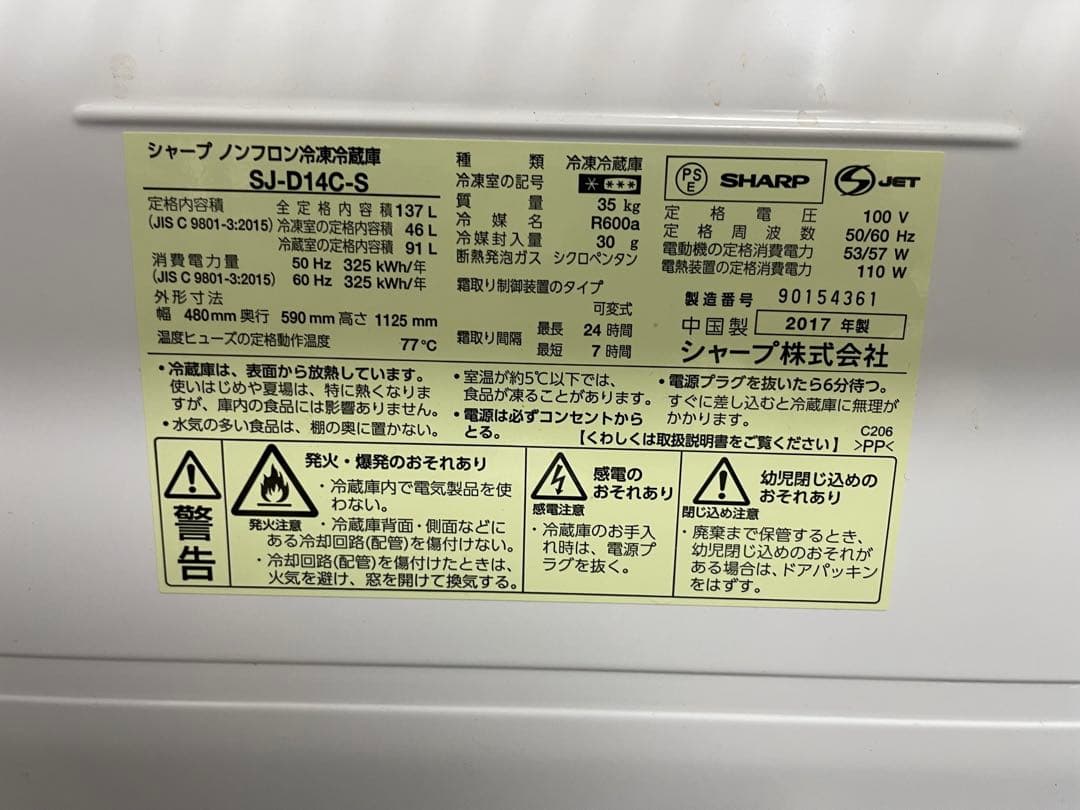 シャープ ノンフロン冷凍冷蔵庫
SJ-D14C-S
定格内容積
(JIS C 9801-3:2015)
全定格内容積 137 L
冷凍室の定格内容積 46 L
冷蔵室の定格内容積 91 L
消費電力量
(JIS C 9801-3:2015)
50 Hz 325 kWh/年
60 Hz 325 kWh/年
外形寸法
幅 480mm 奥行 590 mm 高さ 1125 mm
温度ヒューズの定格動作温度 77℃
種類 冷凍冷蔵庫
冷凍室の記号 * ***
質量 35 kg
冷媒名 R600a
冷媒封入量 30 g
断熱発泡ガス シクロペンタン
霜取り制御装置のタイプ
可変式
霜取り間隔
最長 24 時間
最短 7 時間
PS
E
SHARP
S JET
定格電圧 100 V
定格周波数 50/60 Hz
電動機の定格消費電力 53/57 W
電熱装置の定格消費電力 110 W
製造番号 90154361
中国製 2017 年製
シャープ株式会社
・冷蔵庫は、表面から放熱しています。
使いはじめや夏場は、特に熱くなりま
すが、庫内の食品には影響ありません。
・水気の多い食品は、棚の奥に置かない。
・室温が約5℃以下では、
食品が凍ることがあります。
・電源は必ずコンセントから
とる。
・電源プラグを抜いたら6分待つ。
すぐに差し込むと冷蔵庫に無理が
かかります。
C206
【くわしくは取扱説明書をご覧ください】 >PP<
警告
発火注意
発火・爆発のおそれあり
・冷蔵庫内で電気製品を使
わない。
・冷蔵庫背面・側面などに
ある冷却回路(配管)を傷付けない。
・冷却回路(配管)を傷付けたときは、
火気を避け、窓を開けて換気する。
感電注意
感電の
おそれあり
・冷蔵庫のお手入
れ時は、電源プ
ラグを抜く。
閉じ込め注意
幼児閉じ込めの
おそれあり
・廃棄まで保管するとき、
幼児閉じ込めのおそれが
ある場合は、ドアパッキン
をはずす。